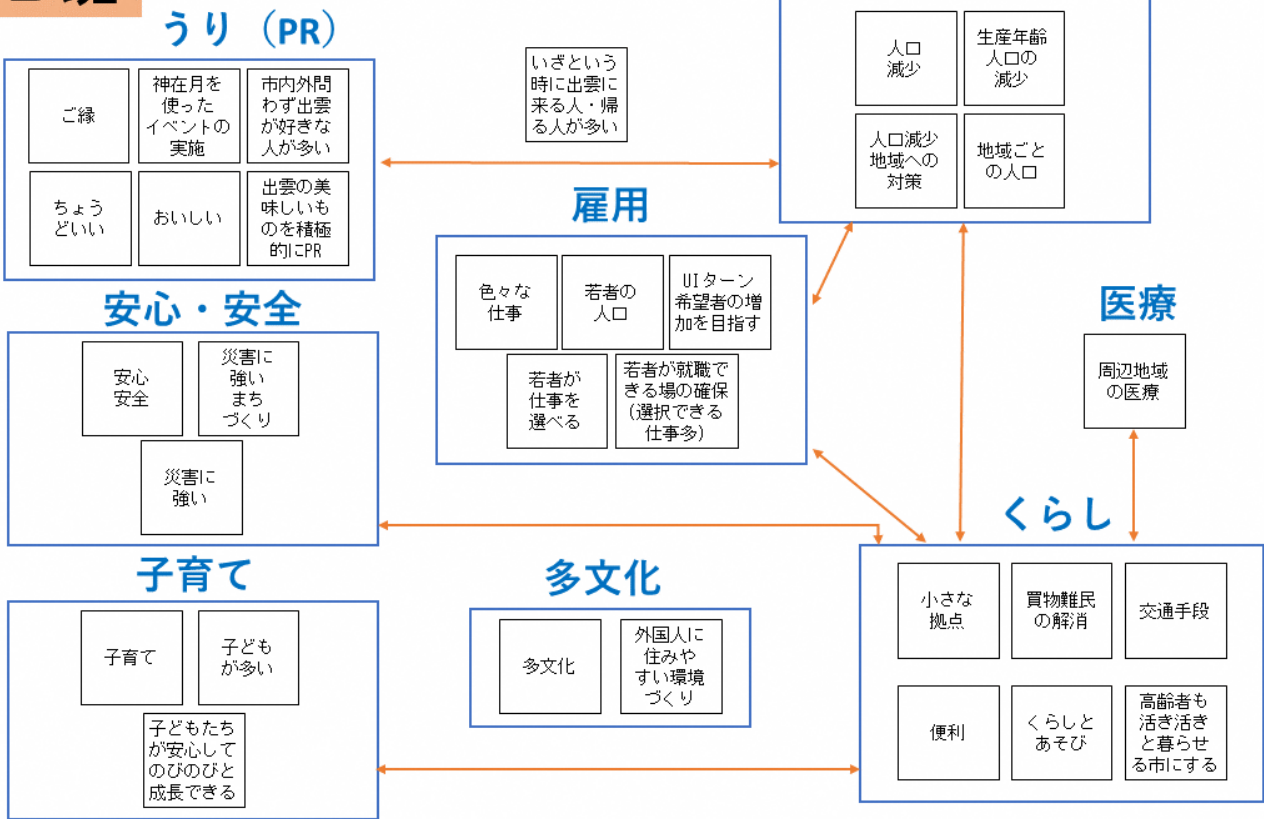 うり（PR）
ご縁
神在月を
使った
イベントの
実施
市内外問
わず出雲
が好きな
人が多い
ちょう
どいい
おいしい
出雲の美
味しいも
のを積極
的にPR
いざという
時に出雲に
来る人・帰
る人が多い
人口
減少
生産年齢
人口の
減少
人口減少
地域への
対策
地域ごと
の人口
雇用
色々な
仕事
若者の
人口
UIターン
希望者の増
加を目指す
若者が
仕事を
選べる
若者が就職で
きる場の確保
(選択できる
仕事多)
安心・安全
安心
安全
災害に
強い
まち
づくり
災害に
強い
医療
周辺地域
の医療
子育て
子育て
子ども
が多い
子どもたち
が安心して
のびのびと
成長できる
多文化
多文化
外国人に
住みや
すい環境
づくり
くらし
小さな
拠点
買物難民
の解消
交通手段
便利
くらしと
あそび
高齢者も
活き活き
と暮らせ
る市にする